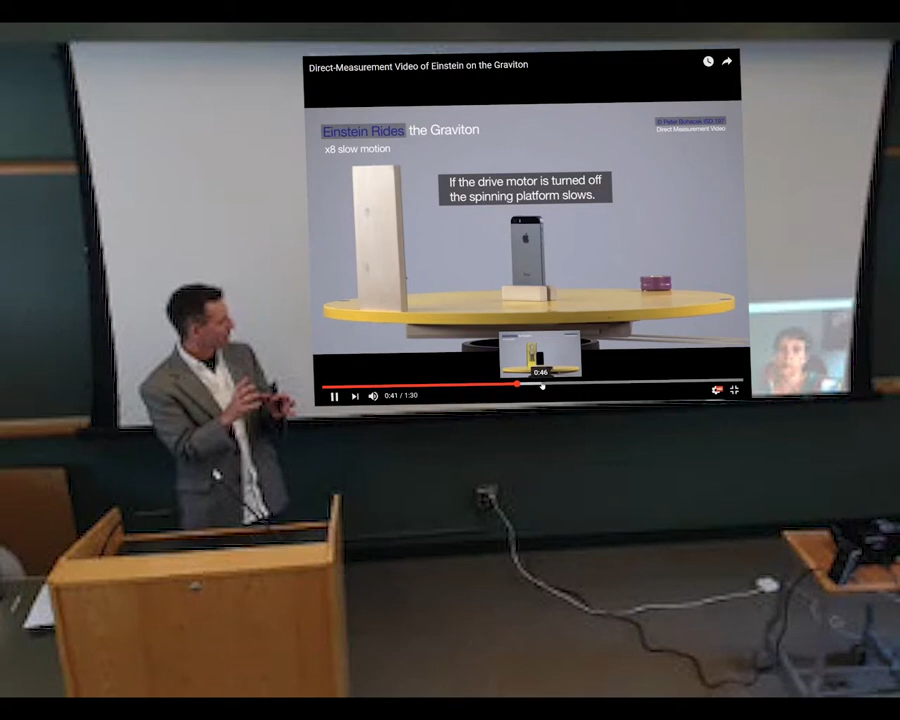 Direct-Measurement Video of Einstein on the Graviton
Einstein Rides the Graviton
x8 slow motion
Direct Measurement Video
If the drive motor is turned off
the spinning platform slows.
0:46
0:41 / 1:30